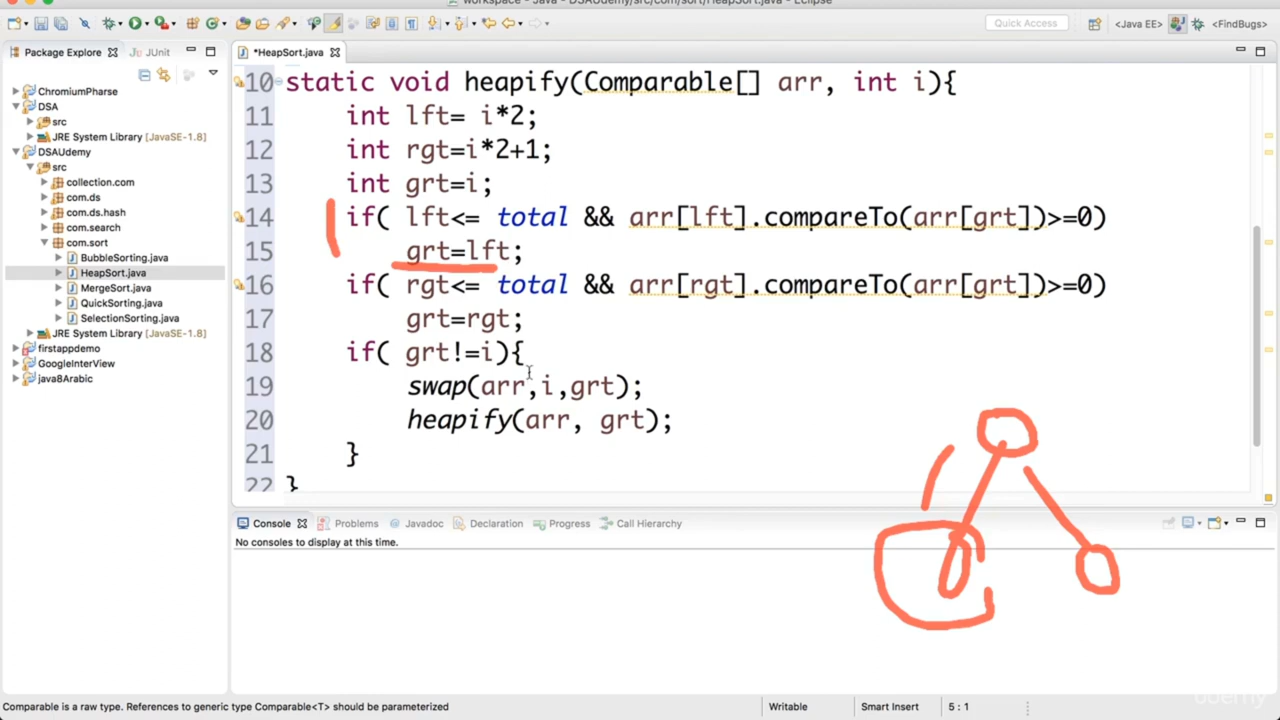 workspace - Java - DSAUdemy/src/com/sort/HeapSort.java - Eclipse
Quick Access
<Java EE>
<FindBugs>
Package Explorer
JUnit
*HeapSort.java
ChromiumPharse
DSA
src
JRE System Library [JavaSE-1.8]
DSAUdemy
src
collection.com
com.ds
com.ds.hash
com.search
com.sort
BubbleSorting.java
HeapSort.java
MergeSort.java
QuickSorting.java
SelectionSorting.java
JRE System Library [JavaSE-1.8]
firstappdemo
GoogleInterView
java8Arabic
10 static void heapify(Comparable[] arr, int i){
11 int lft= i*2;
12 int rgt=i*2+1;
13 int grt=i;
14 if( lft<= total && arr[lft].compareTo(arr[grt])>=0)
15 grt=lft;
16 if( rgt<= total && arr[rgt].compareTo(arr[grt])>=0)
17 grt=rgt;
18 if( grt!=i){
19 swap(arr,i,grt);
20 heapify(arr, grt);
21 }
22 }
Console
Problems
@ Javadoc
Declaration
Progress
Call Hierarchy
No consoles to display at this time.
Comparable is a raw type. References to generic type Comparable<T> should be parameterized
Writable
Smart Insert
5 : 1
udemy